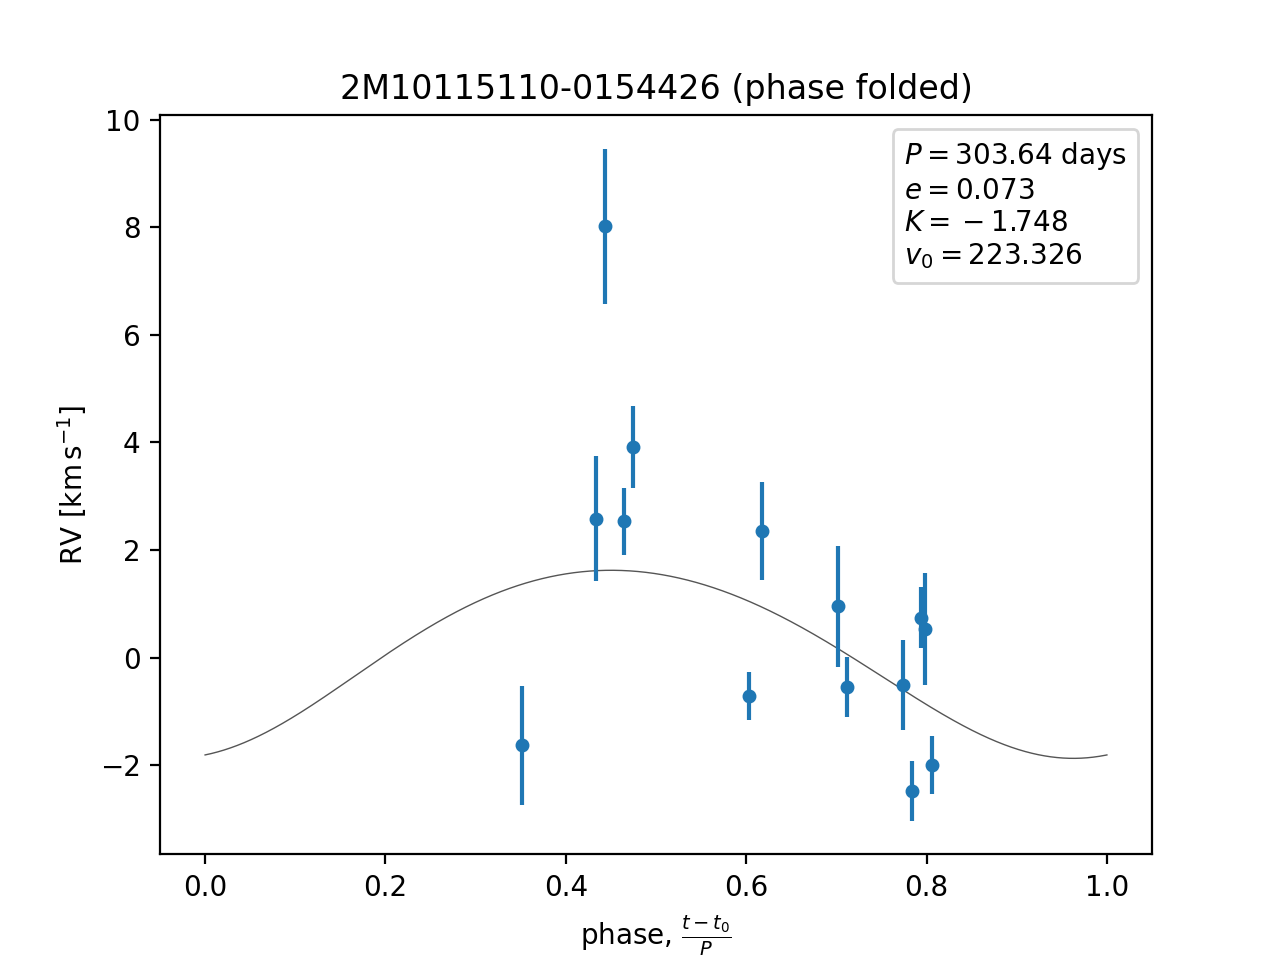 2M10115110-0154426 (phase folded)
P = 303.64 days
e = 0.073
K = −1.748
v₀ = 223.326
10
8
6
4
2
0
−2
RV [km s⁻¹]
0.0 0.2 0.4 0.6 0.8 1.0
phase, (t − t₀)/P